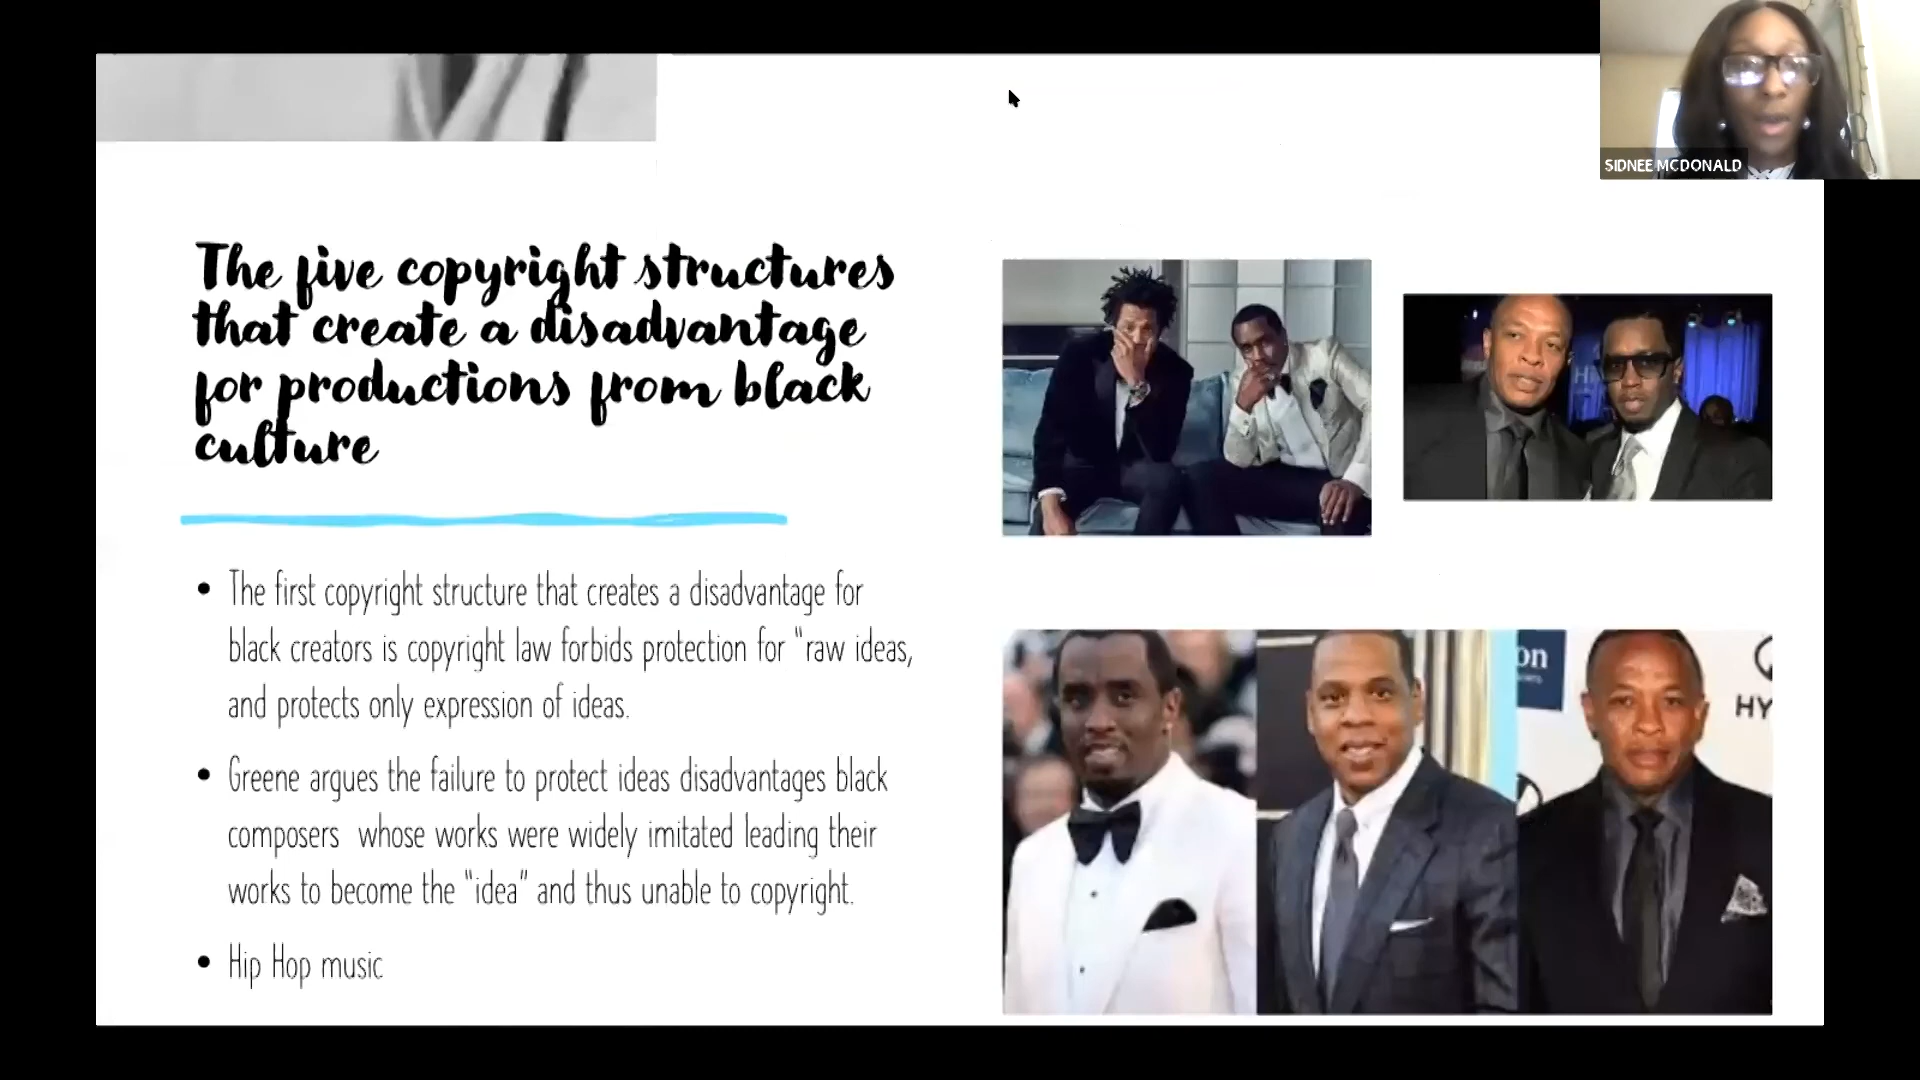 SIDNEE MCDONALD
The five copyright structures
that create a disadvantage
for productions from black
culture
• The first copyright structure that creates a disadvantage for
black creators is copyright law forbids protection for "raw ideas,
and protects only expression of ideas.
• Greene argues the failure to protect ideas disadvantages black
composers whose works were widely imitated leading their
works to become the "idea" and thus unable to copyright.
• Hip Hop music
on
HY